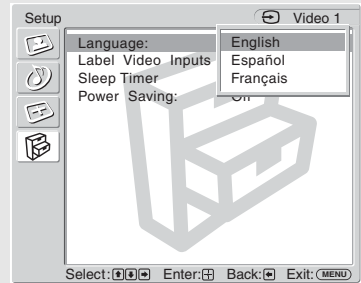 Setup Video 1
Language: English
Label Video Inputs Español
Sleep Timer Français
Power Saving:
Select: Enter: Back: Exit: MENU